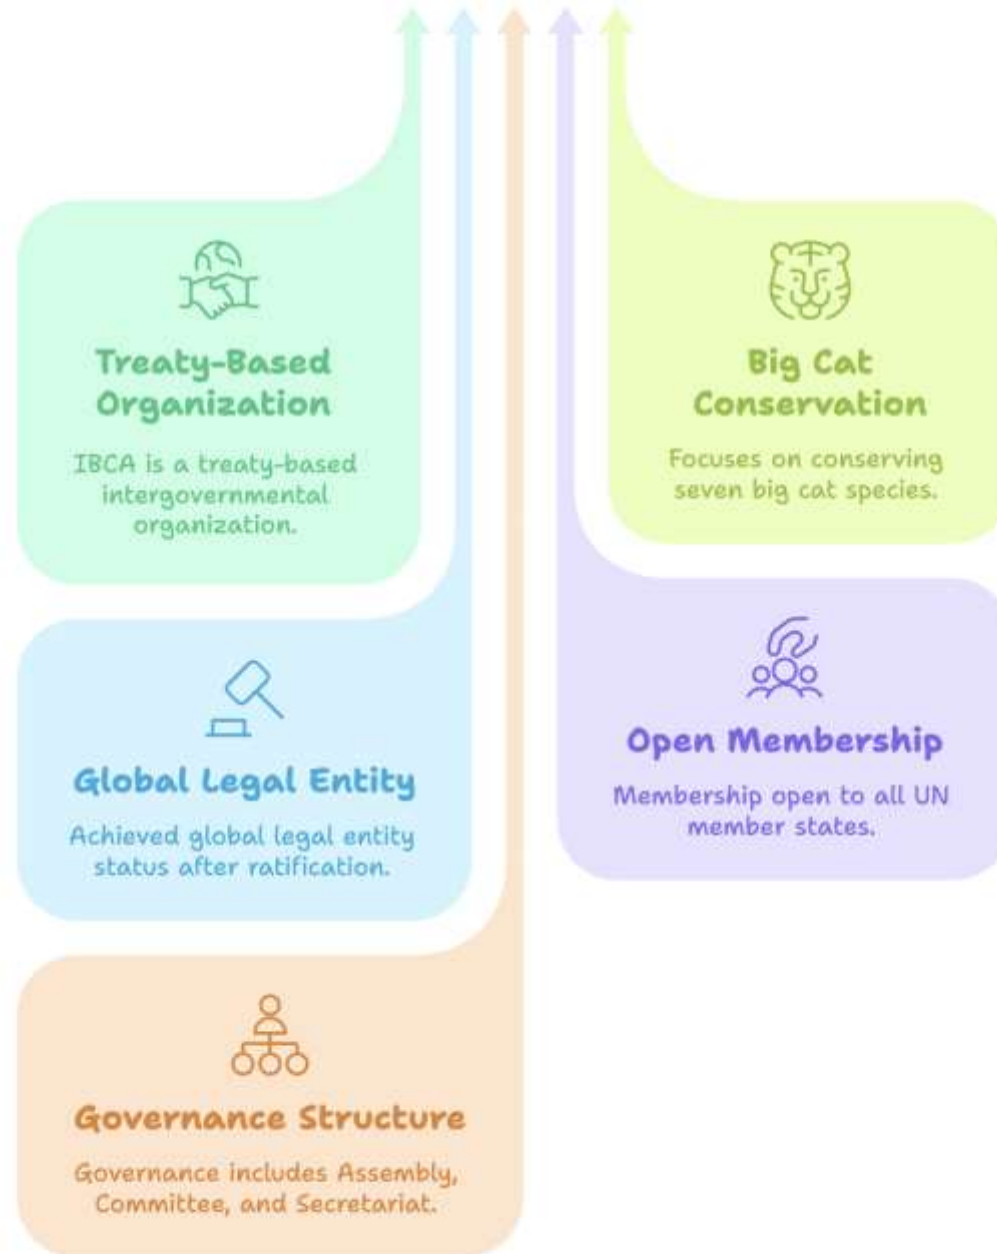 Treaty-Based
Organization
IBCA is a treaty-based
intergovernmental
organization.
Big Cat
Conservation
Focuses on conserving
seven big cat species.
Global Legal Entity
Achieved global legal entity
status after ratification.
Open Membership
Membership open to all UN
member states.
Governance Structure
Governance includes Assembly,
Committee, and Secretariat.